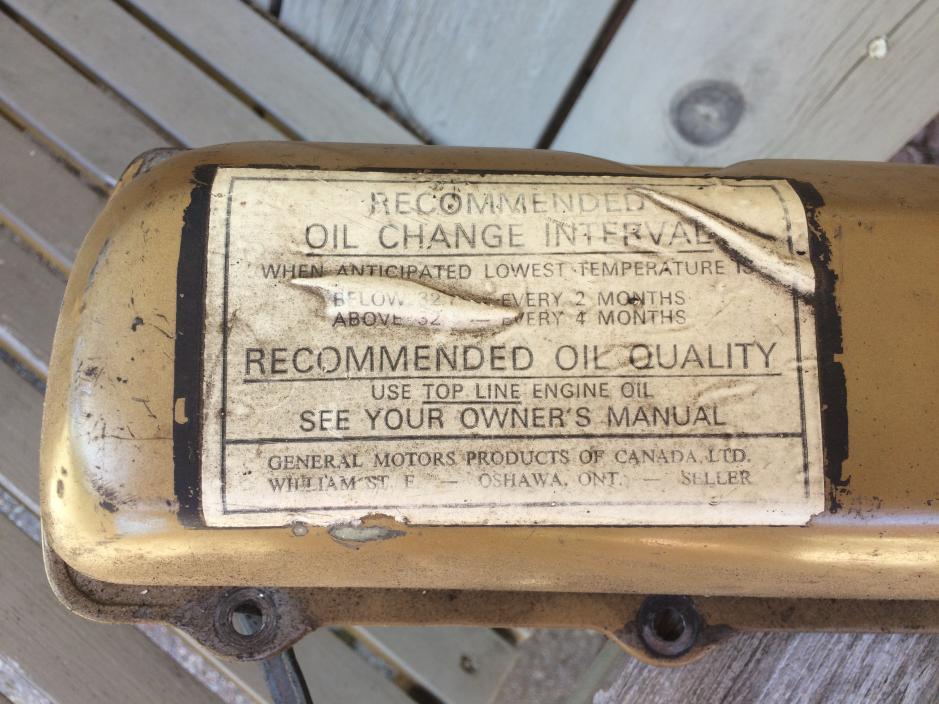 RECOMMENDED
OIL CHANGE INTERVAL
WHEN ANTICIPATED LOWEST TEMPERATURE IS
BELOW 32 — EVERY 2 MONTHS
ABOVE 32 — EVERY 4 MONTHS
RECOMMENDED OIL QUALITY
USE TOP LINE ENGINE OIL
SEE YOUR OWNER'S MANUAL
GENERAL MOTORS PRODUCTS OF CANADA, LTD.
WILLIAM ST. E — OSHAWA, ONT. — SELLER